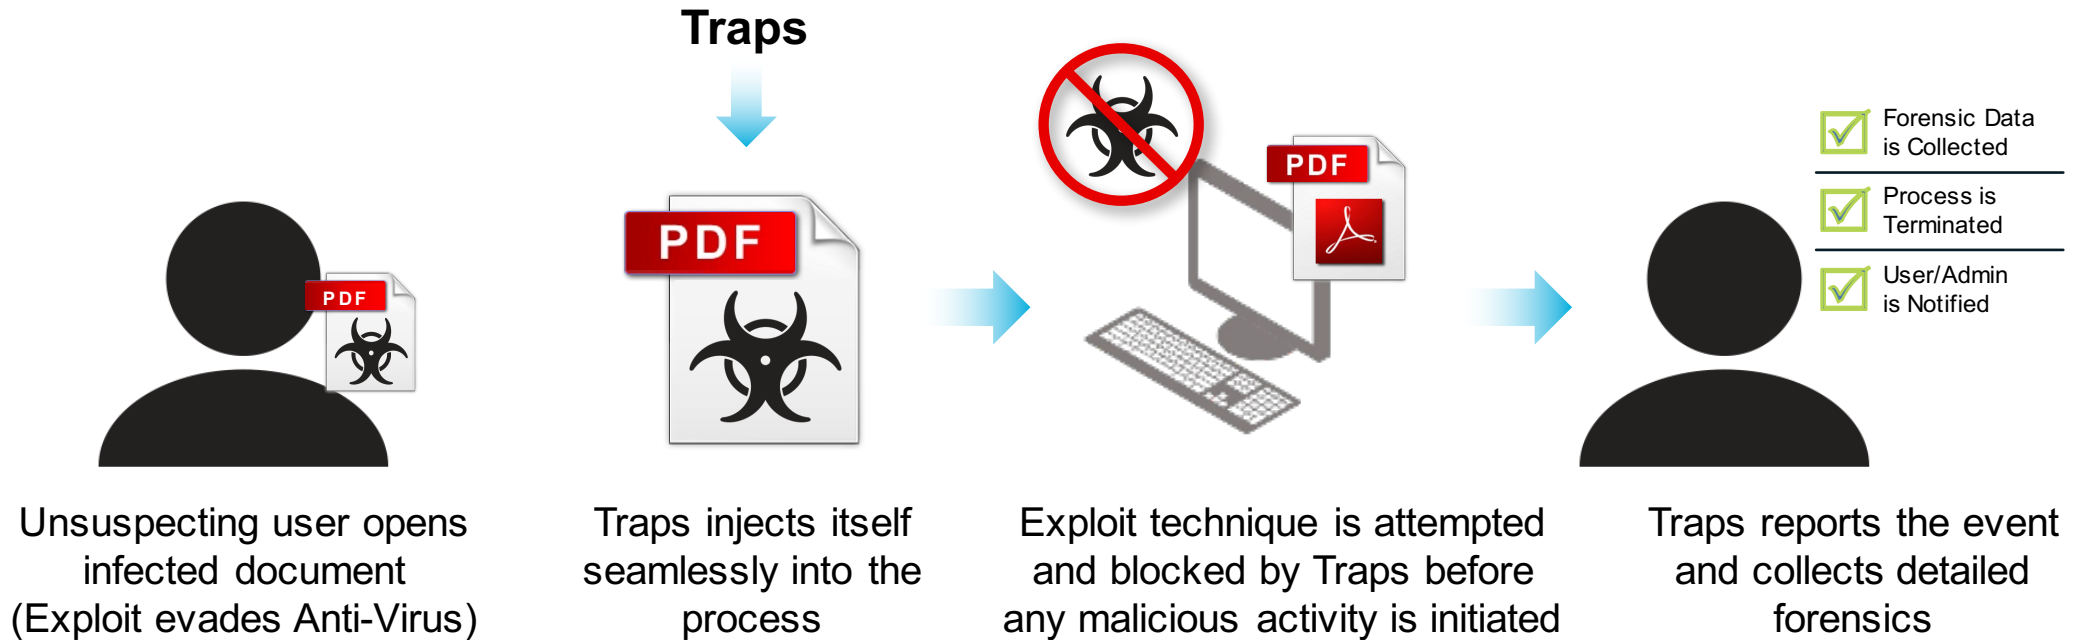 Traps
PDF
Unsuspecting user opens
infected document
(Exploit evades Anti-Virus)
PDF
Traps injects itself
seamlessly into the
process
PDF
Exploit technique is attempted
and blocked by Traps before
any malicious activity is initiated
Forensic Data
is Collected
Process is
Terminated
User/Admin
is Notified
Traps reports the event
and collects detailed
forensics